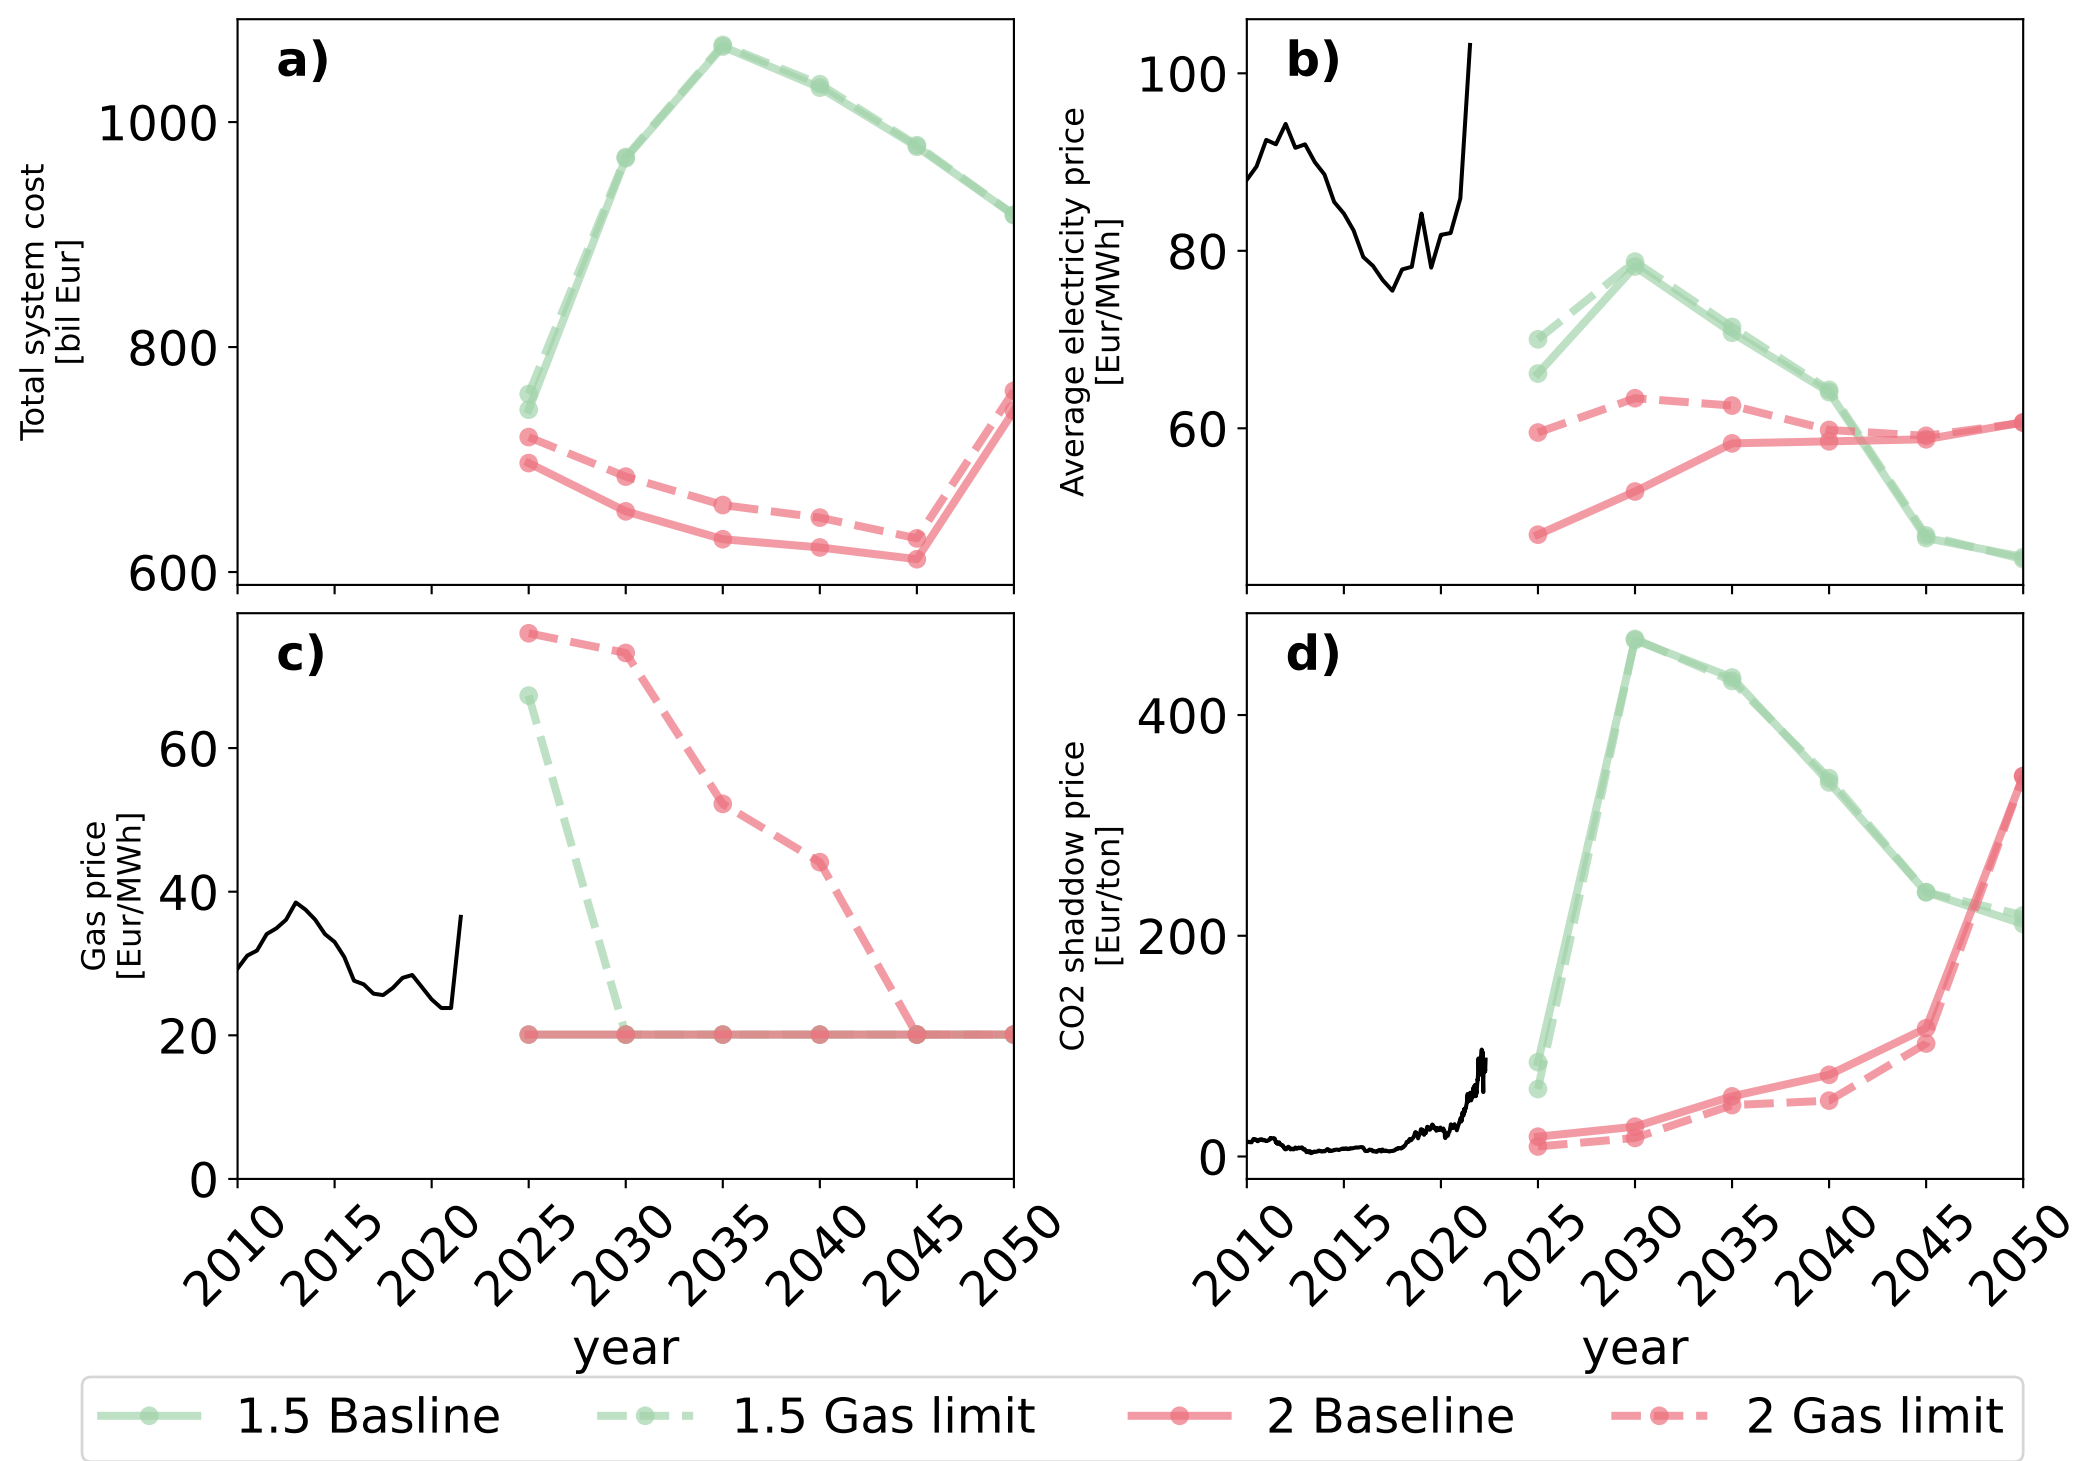 a)
1000
800
600
Total system cost
[bil Eur]
b)
100
80
60
Average electricity price
[Eur/MWh]
c)
60
40
20
0
Gas price
[Eur/MWh]
2010 2015 2020 2025 2030 2035 2040 2045 2050
year
d)
400
200
0
CO2 shaddow price
[Eur/ton]
2010 2015 2020 2025 2030 2035 2040 2045 2050
year
1.5 Basline 1.5 Gas limit 2 Baseline 2 Gas limit